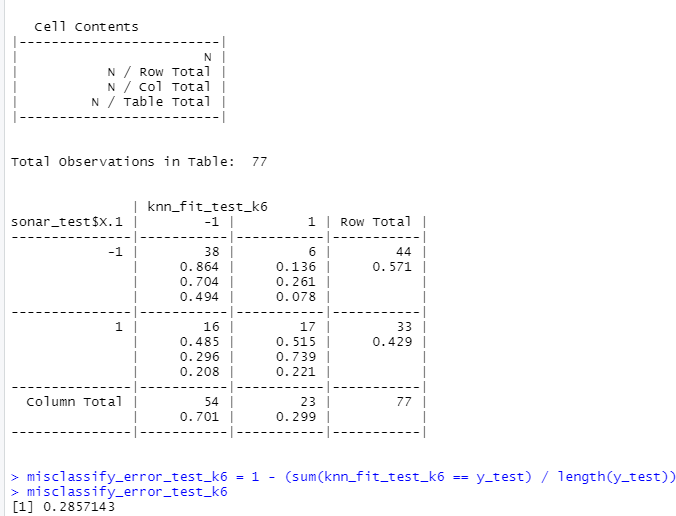 Cell Contents
|-------------------------|
|                       N |
|           N / Row Total |
|           N / Col Total |
|         N / Table Total |
|-------------------------|
Total Observations in Table:  77
               | knn_fit_test_k6
sonar_test$X.1 |        -1 |         1 | Row Total |
---------------|-----------|-----------|-----------|
            -1 |        38 |         6 |        44 |
               |     0.864 |     0.136 |     0.571 |
               |     0.704 |     0.261 |           |
               |     0.494 |     0.078 |           |
---------------|-----------|-----------|-----------|
             1 |        16 |        17 |        33 |
               |     0.485 |     0.515 |     0.429 |
               |     0.296 |     0.739 |           |
               |     0.208 |     0.221 |           |
---------------|-----------|-----------|-----------|
  Column Total |        54 |        23 |        77 |
               |     0.701 |     0.299 |           |
---------------|-----------|-----------|-----------|
> misclassify_error_test_k6 = 1 - (sum(knn_fit_test_k6 == y_test) / length(y_test))
> misclassify_error_test_k6
[1] 0.2857143